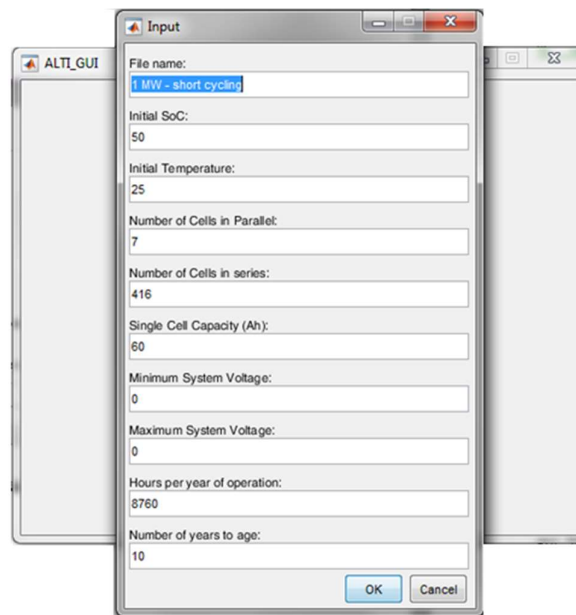 Input
ALTI_GUI
File name:
1 MW - short cycling
Initial SoC:
50
Initial Temperature:
25
Number of Cells in Parallel:
7
Number of Cells in series:
416
Single Cell Capacity (Ah):
60
Minimum System Voltage:
0
Maximum System Voltage:
0
Hours per year of operation:
8760
Number of years to age:
10
OK Cancel